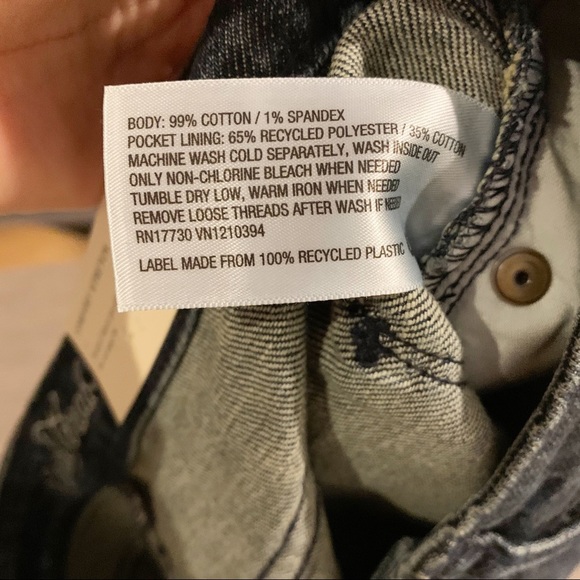 BODY: 99% COTTON / 1% SPANDEX
POCKET LINING: 65% RECYCLED POLYESTER / 35% COTTON
MACHINE WASH COLD SEPARATELY, WASH INSIDE OUT
ONLY NON-CHLORINE BLEACH WHEN NEEDED
TUMBLE DRY LOW, WARM IRON WHEN NEEDED
REMOVE LOOSE THREADS AFTER WASH IF NEEDED
RN17730 VN1210394
LABEL MADE FROM 100% RECYCLED PLASTIC